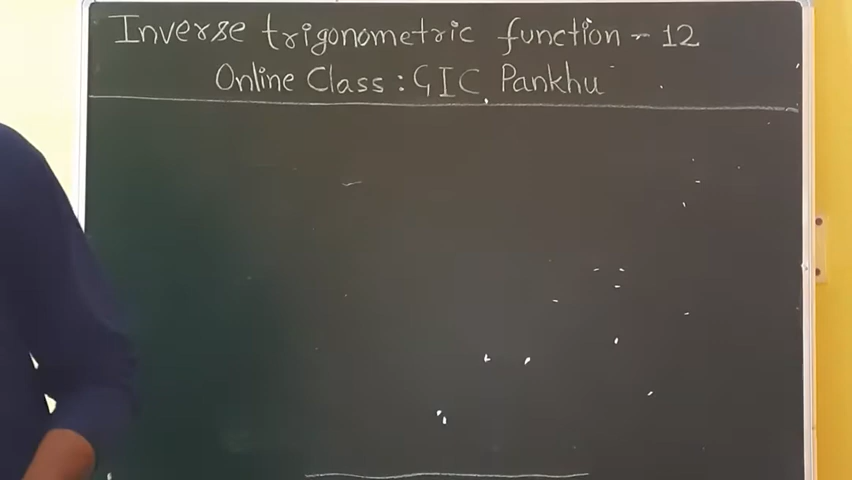 Inverse trigonometric function - 12
Online Class : GIC Pankhu